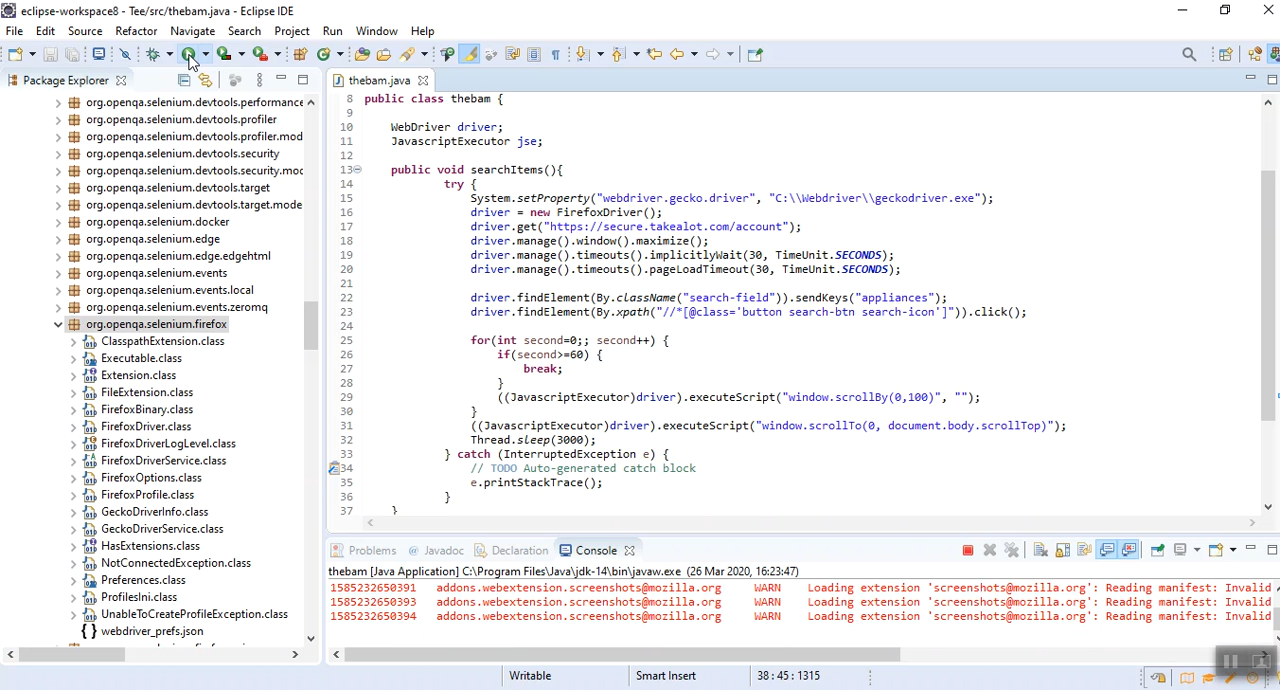 eclipse-workspace8 - Tee/src/thebam.java - Eclipse IDE
File Edit Source Refactor Navigate Search Project Run Window Help
Package Explorer
org.openqa.selenium.devtools.performance
org.openqa.selenium.devtools.profiler
org.openqa.selenium.devtools.profiler.mod
org.openqa.selenium.devtools.security
org.openqa.selenium.devtools.security.moc
org.openqa.selenium.devtools.target
org.openqa.selenium.devtools.target.mode
org.openqa.selenium.docker
org.openqa.selenium.edge
org.openqa.selenium.edge.edgehtml
org.openqa.selenium.events
org.openqa.selenium.events.local
org.openqa.selenium.events.zeromq
org.openqa.selenium.firefox
ClasspathExtension.class
Executable.class
Extension.class
FileExtension.class
FirefoxBinary.class
FirefoxDriver.class
FirefoxDriverLogLevel.class
FirefoxDriverService.class
FirefoxOptions.class
FirefoxProfile.class
GeckoDriverInfo.class
GeckoDriverService.class
HasExtensions.class
NotConnectedException.class
Preferences.class
ProfilesIni.class
UnableToCreateProfileException.class
webdriver_prefs.json
thebam.java
8 public class thebam {
9
10 WebDriver driver;
11 JavascriptExecutor jse;
12
13 public void searchItems(){
14 try {
15 System.setProperty("webdriver.gecko.driver", "C:\\Webdriver\\geckodriver.exe");
16 driver = new FirefoxDriver();
17 driver.get("https://secure.takealot.com/account");
18 driver.manage().window().maximize();
19 driver.manage().timeouts().implicitlyWait(30, TimeUnit.SECONDS);
20 driver.manage().timeouts().pageLoadTimeout(30, TimeUnit.SECONDS);
21
22 driver.findElement(By.className("search-field")).sendKeys("appliances");
23 driver.findElement(By.xpath("//*[@class='button search-btn search-icon']")).click();
24
25 for(int second=0;; second++) {
26 if(second>=60) {
27 break;
28 }
29 ((JavascriptExecutor)driver).executeScript("window.scrollBy(0,100)", "");
30 }
31 ((JavascriptExecutor)driver).executeScript("window.scrollTo(0, document.body.scrollTop)");
32 Thread.sleep(3000);
33 } catch (InterruptedException e) {
34 // TODO Auto-generated catch block
35 e.printStackTrace();
36 }
37 }
Problems Javadoc Declaration Console
thebam [Java Application] C:\Program Files\Java\jdk-14\bin\javaw.exe (26 Mar 2020, 16:23:47)
1585232650391 addons.webextension.screenshots@mozilla.org WARN Loading extension 'screenshots@mozilla.org': Reading manifest: Invalid
1585232650393 addons.webextension.screenshots@mozilla.org WARN Loading extension 'screenshots@mozilla.org': Reading manifest: Invalid
1585232650394 addons.webextension.screenshots@mozilla.org WARN Loading extension 'screenshots@mozilla.org': Reading manifest: Invalid
Writable Smart Insert 38 : 45 : 1315